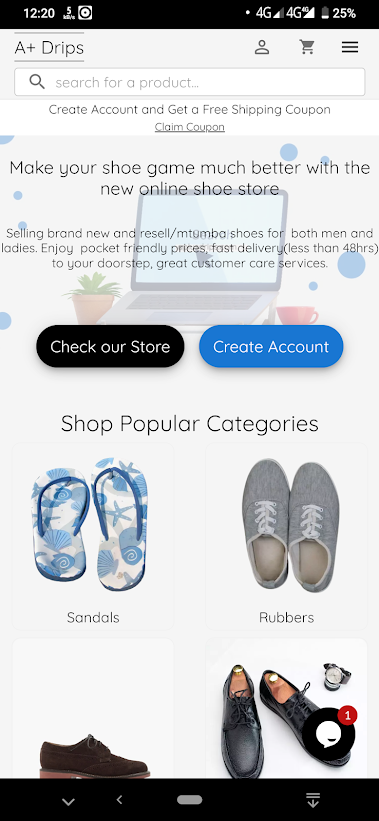 12:20 5 kB/s 4G 4G 25%
A+ Drips
search for a product...
Create Account and Get a Free Shipping Coupon
Claim Coupon
Make your shoe game much better with the
new online shoe store
Selling brand new and resell/mtumba shoes for both men and
ladies. Enjoy pocket friendly prices, fast delivery(less than 48hrs)
to your doorstep, great customer care services.
Check our Store
Create Account
Shop Popular Categories
Sandals
Rubbers
1